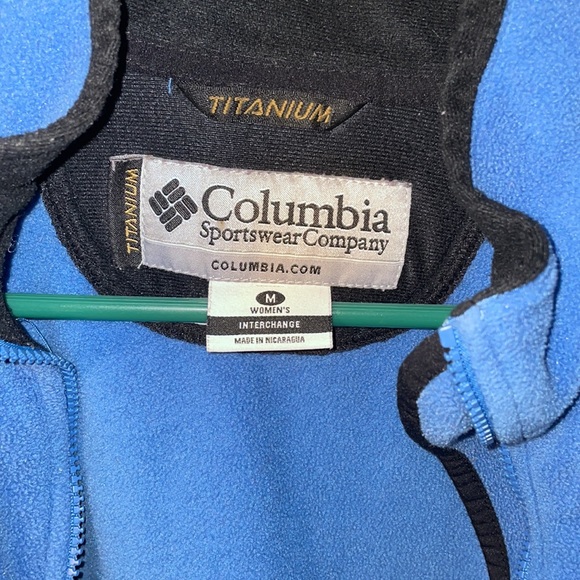 TITANIUM
TITANIUM
Columbia
Sportswear Company
COLUMBIA.COM
M
WOMEN'S
INTERCHANGE
MADE IN NICARAGUA